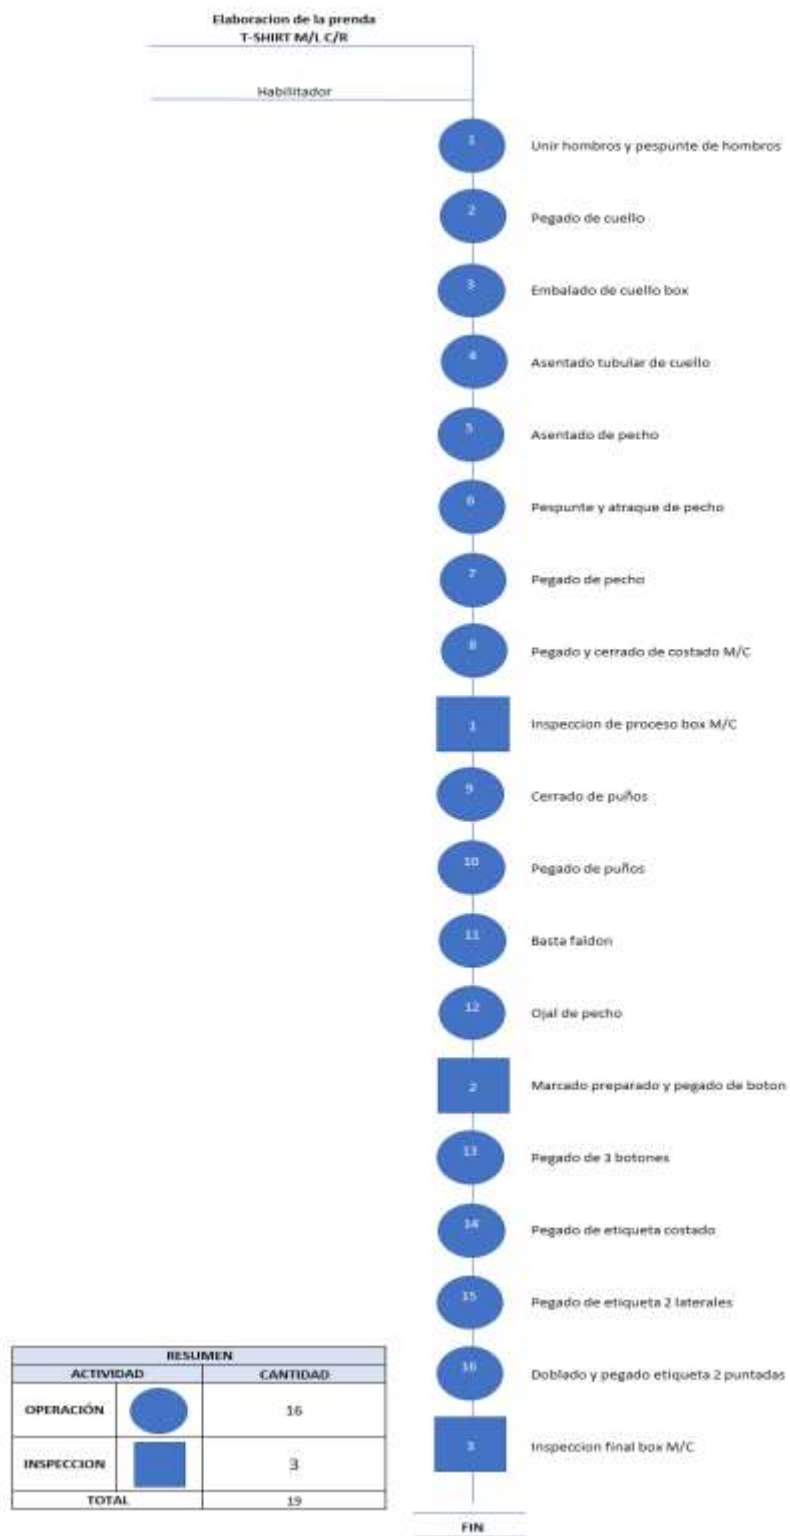 Elaboracion de la prenda
T-SHIRT M/L C/R
Habilitador
1 Unir hombros y pespunte de hombros
2 Pegado de cuello
3 Embalado de cuello box
4 Asentado tubular de cuello
5 Asentado de pecho
6 Pespunte y atraque de pecho
7 Pegado de pecho
8 Pegado y cerrado de costado M/C
1 Inspeccion de proceso box M/C
9 Cerrado de puños
10 Pegado de puños
11 Basta faldon
12 Ojal de pecho
2 Marcado preparado y pegado de boton
13 Pegado de 3 botones
14 Pegado de etiqueta costado
15 Pegado de etiqueta 2 laterales
16 Doblado y pegado etiqueta 2 puntadas
3 Inspeccion final box M/C
FIN
RESUMEN
ACTIVIDAD CANTIDAD
OPERACIÓN 16
INSPECCION 3
TOTAL 19